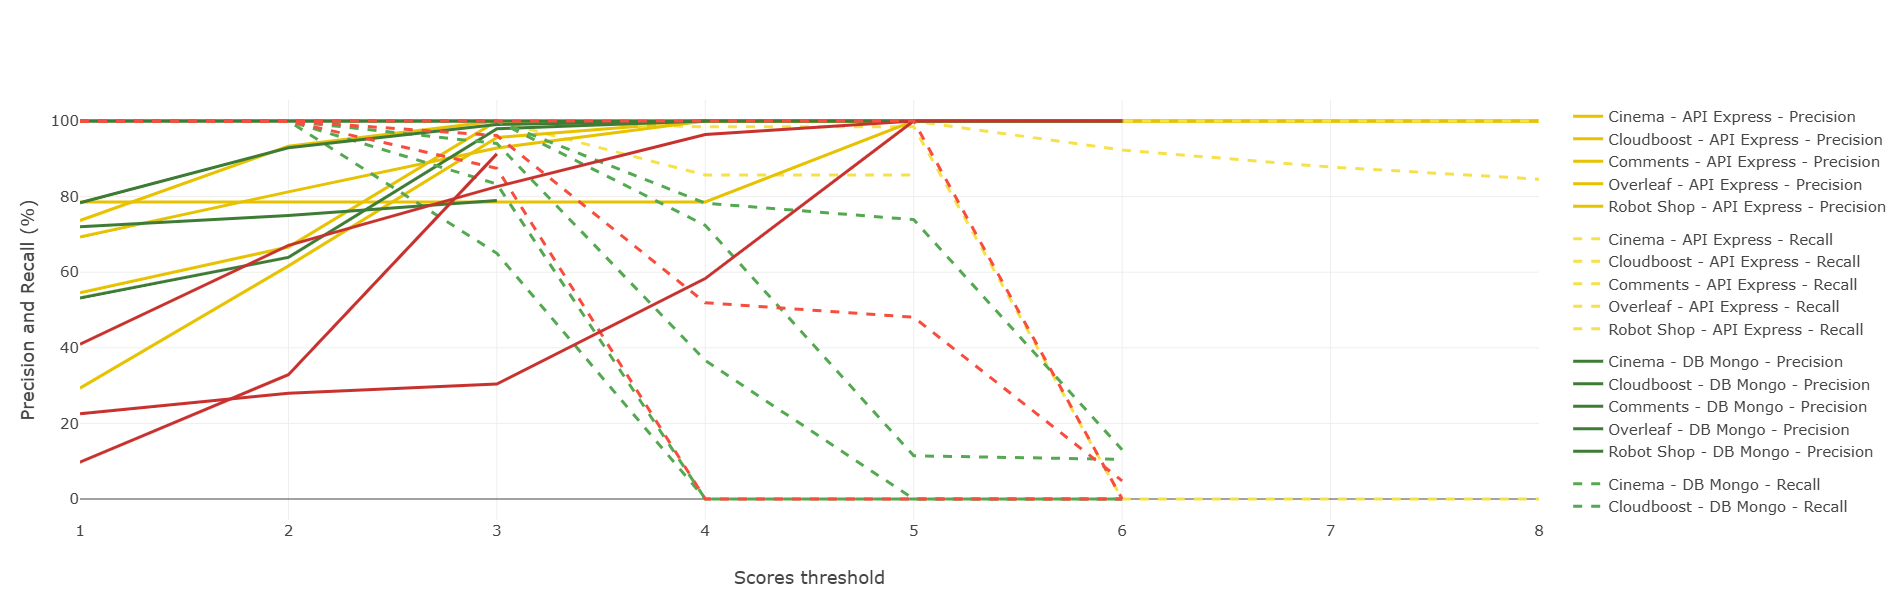 Precision and Recall (%)
100
80
60
40
20
0
1 2 3 4 5 6 7 8
Scores threshold
Cinema - API Express - Precision
Cloudboost - API Express - Precision
Comments - API Express - Precision
Overleaf - API Express - Precision
Robot Shop - API Express - Precision
Cinema - API Express - Recall
Cloudboost - API Express - Recall
Comments - API Express - Recall
Overleaf - API Express - Recall
Robot Shop - API Express - Recall
Cinema - DB Mongo - Precision
Cloudboost - DB Mongo - Precision
Comments - DB Mongo - Precision
Overleaf - DB Mongo - Precision
Robot Shop - DB Mongo - Precision
Cinema - DB Mongo - Recall
Cloudboost - DB Mongo - Recall